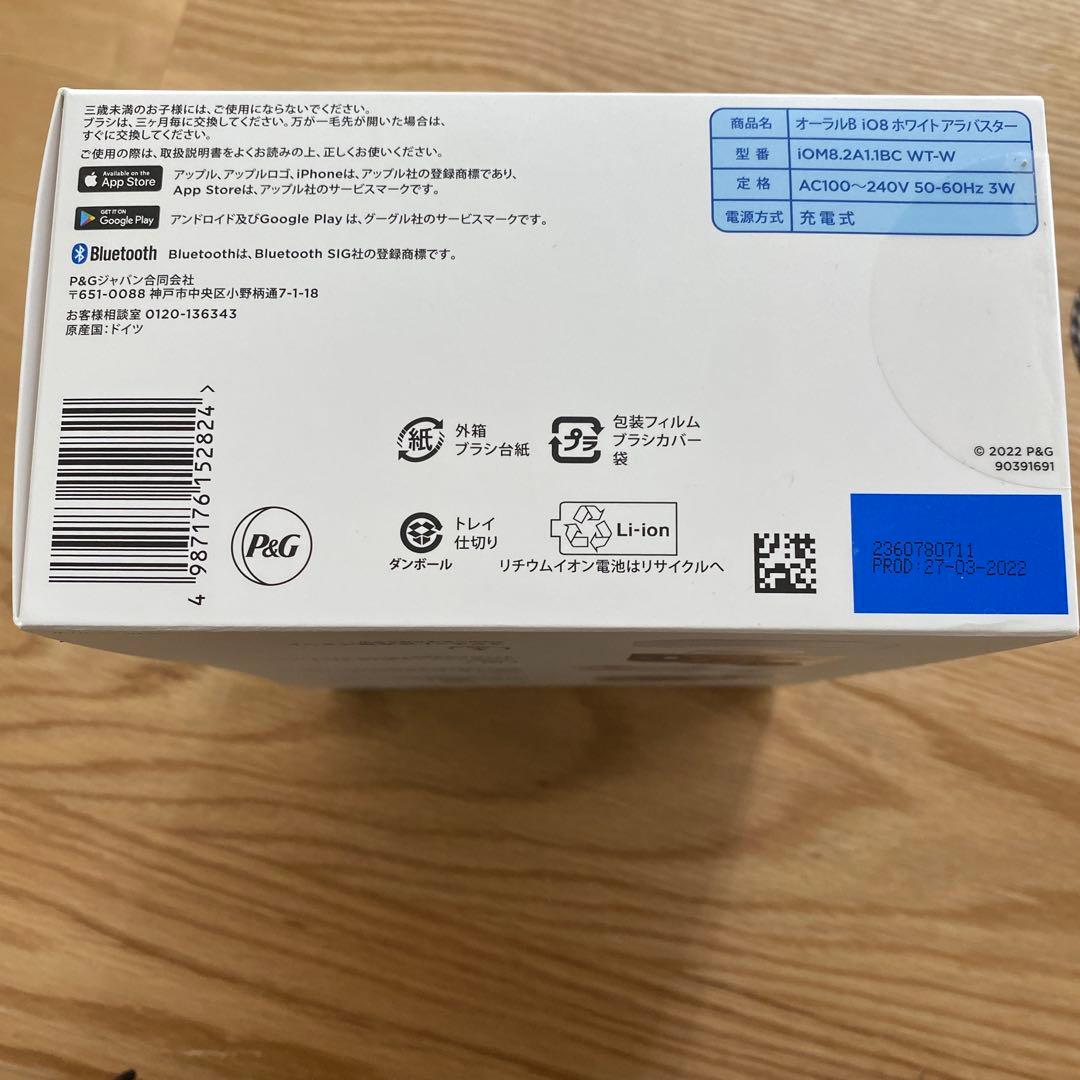 三歳未満のお子様には、ご使用にならないでください。
ブラシは、三ヶ月毎に交換してください。万が一毛先が開いた場合は、
すぐに交換してください。
ご使用の際は、取扱説明書をよくお読みの上、正しくお使いください。
Available on the
App Store
アップル、アップルロゴ、iPhoneは、アップル社の登録商標であり、
App Storeは、アップル社のサービスマークです。
GET IT ON
Google Play
アンドロイド及びGoogle Play は、グーグル社のサービスマークです。
Bluetooth
Bluetoothは、Bluetooth SIG社の登録商標です。
P&Gジャパン合同会社
〒651-0088 神戸市中央区小野柄通7-1-18
お客様相談室 0120-136343
原産国:ドイツ
商品名 オーラルB iO8 ホワイト アラバスター
型番 iOM8.2A1.1BC WT-W
定格 AC100~240V 50-60Hz 3W
電源方式 充電式
4 987176 152824 >
紙
外箱
ブラシ台紙
プラ
包装フィルム
ブラシカバー
袋
© 2022 P&G
90391691
P&G
ダンボール
トレイ
仕切り
Li-ion
リチウムイオン電池はリサイクルへ
2360780711
PROD:27-03-2022